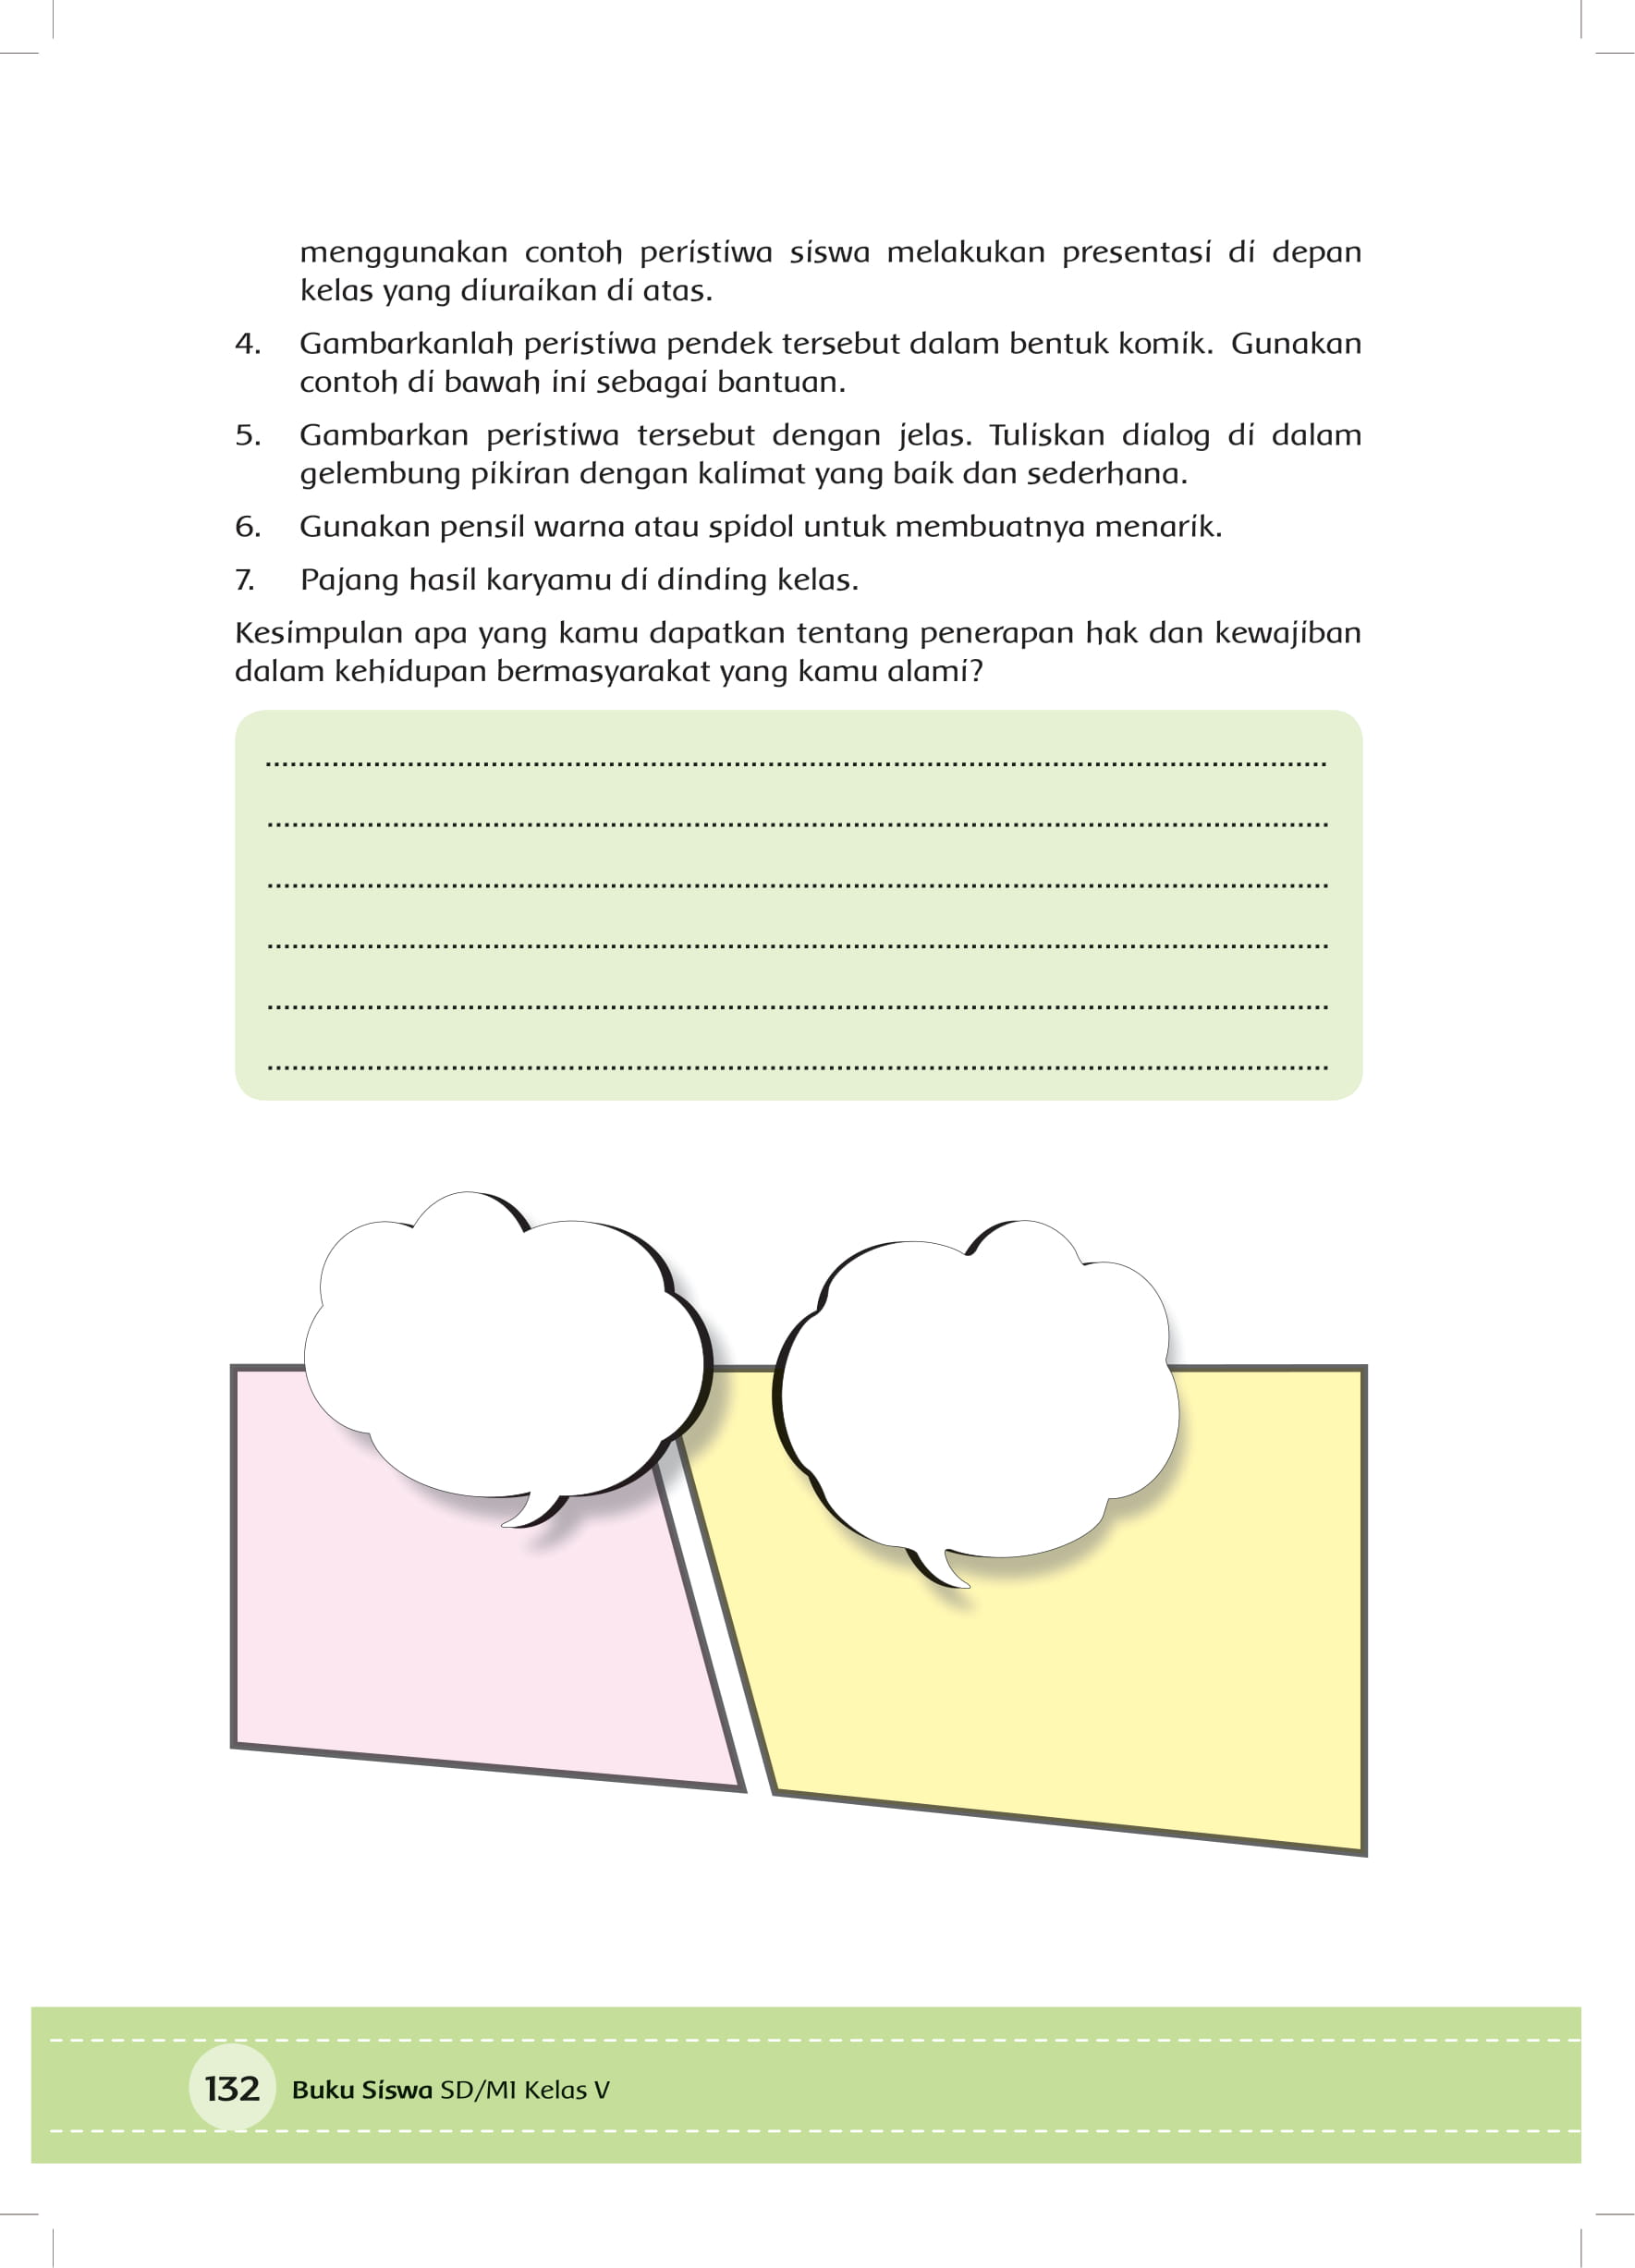 menggunakan contoh peristiwa siswa melakukan presentasi di depan
kelas yang diuraikan di atas.
4. Gambarkanlah peristiwa pendek tersebut dalam bentuk komik. Gunakan
contoh di bawah ini sebagai bantuan.
5. Gambarkan peristiwa tersebut dengan jelas. Tuliskan dialog di dalam
gelembung pikiran dengan kalimat yang baik dan sederhana.
6. Gunakan pensil warna atau spidol untuk membuatnya menarik.
7. Pajang hasil karyamu di dinding kelas.
Kesimpulan apa yang kamu dapatkan tentang penerapan hak dan kewajiban
dalam kehidupan bermasyarakat yang kamu alami?
132 Buku Siswa SD/MI Kelas V